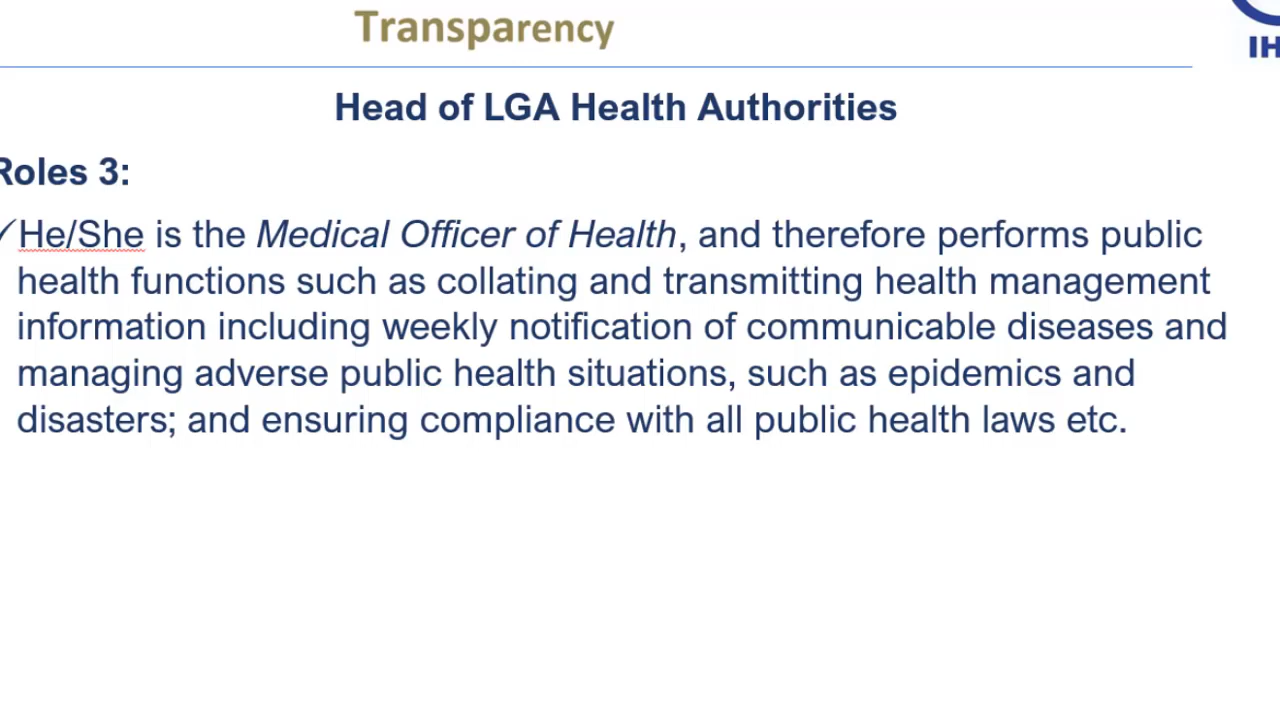 Transparency
IH
Head of LGA Health Authorities
Roles 3:
✓He/She is the Medical Officer of Health, and therefore performs public
health functions such as collating and transmitting health management
information including weekly notification of communicable diseases and
managing adverse public health situations, such as epidemics and
disasters; and ensuring compliance with all public health laws etc.